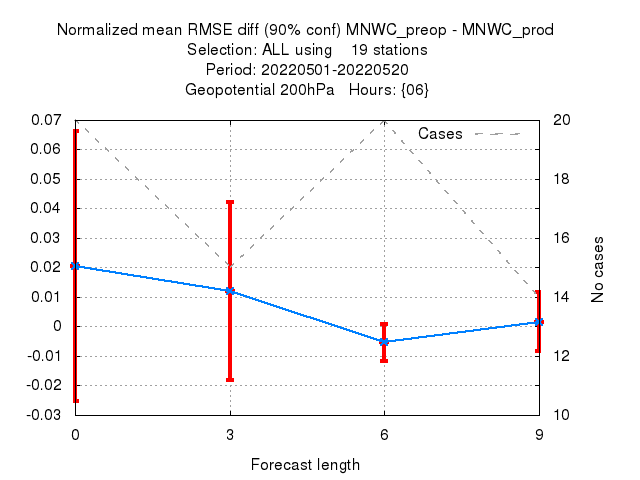 Normalized mean RMSE diff (90% conf) MNWC_preop - MNWC_prod
Selection: ALL using    19 stations
Period: 20220501-20220520
Geopotential 200hPa   Hours: {06}
Cases
0.07
0.06
0.05
0.04
0.03
0.02
0.01
0
-0.01
-0.02
-0.03
20
18
16
14
12
10
No cases
0 3 6 9
Forecast length